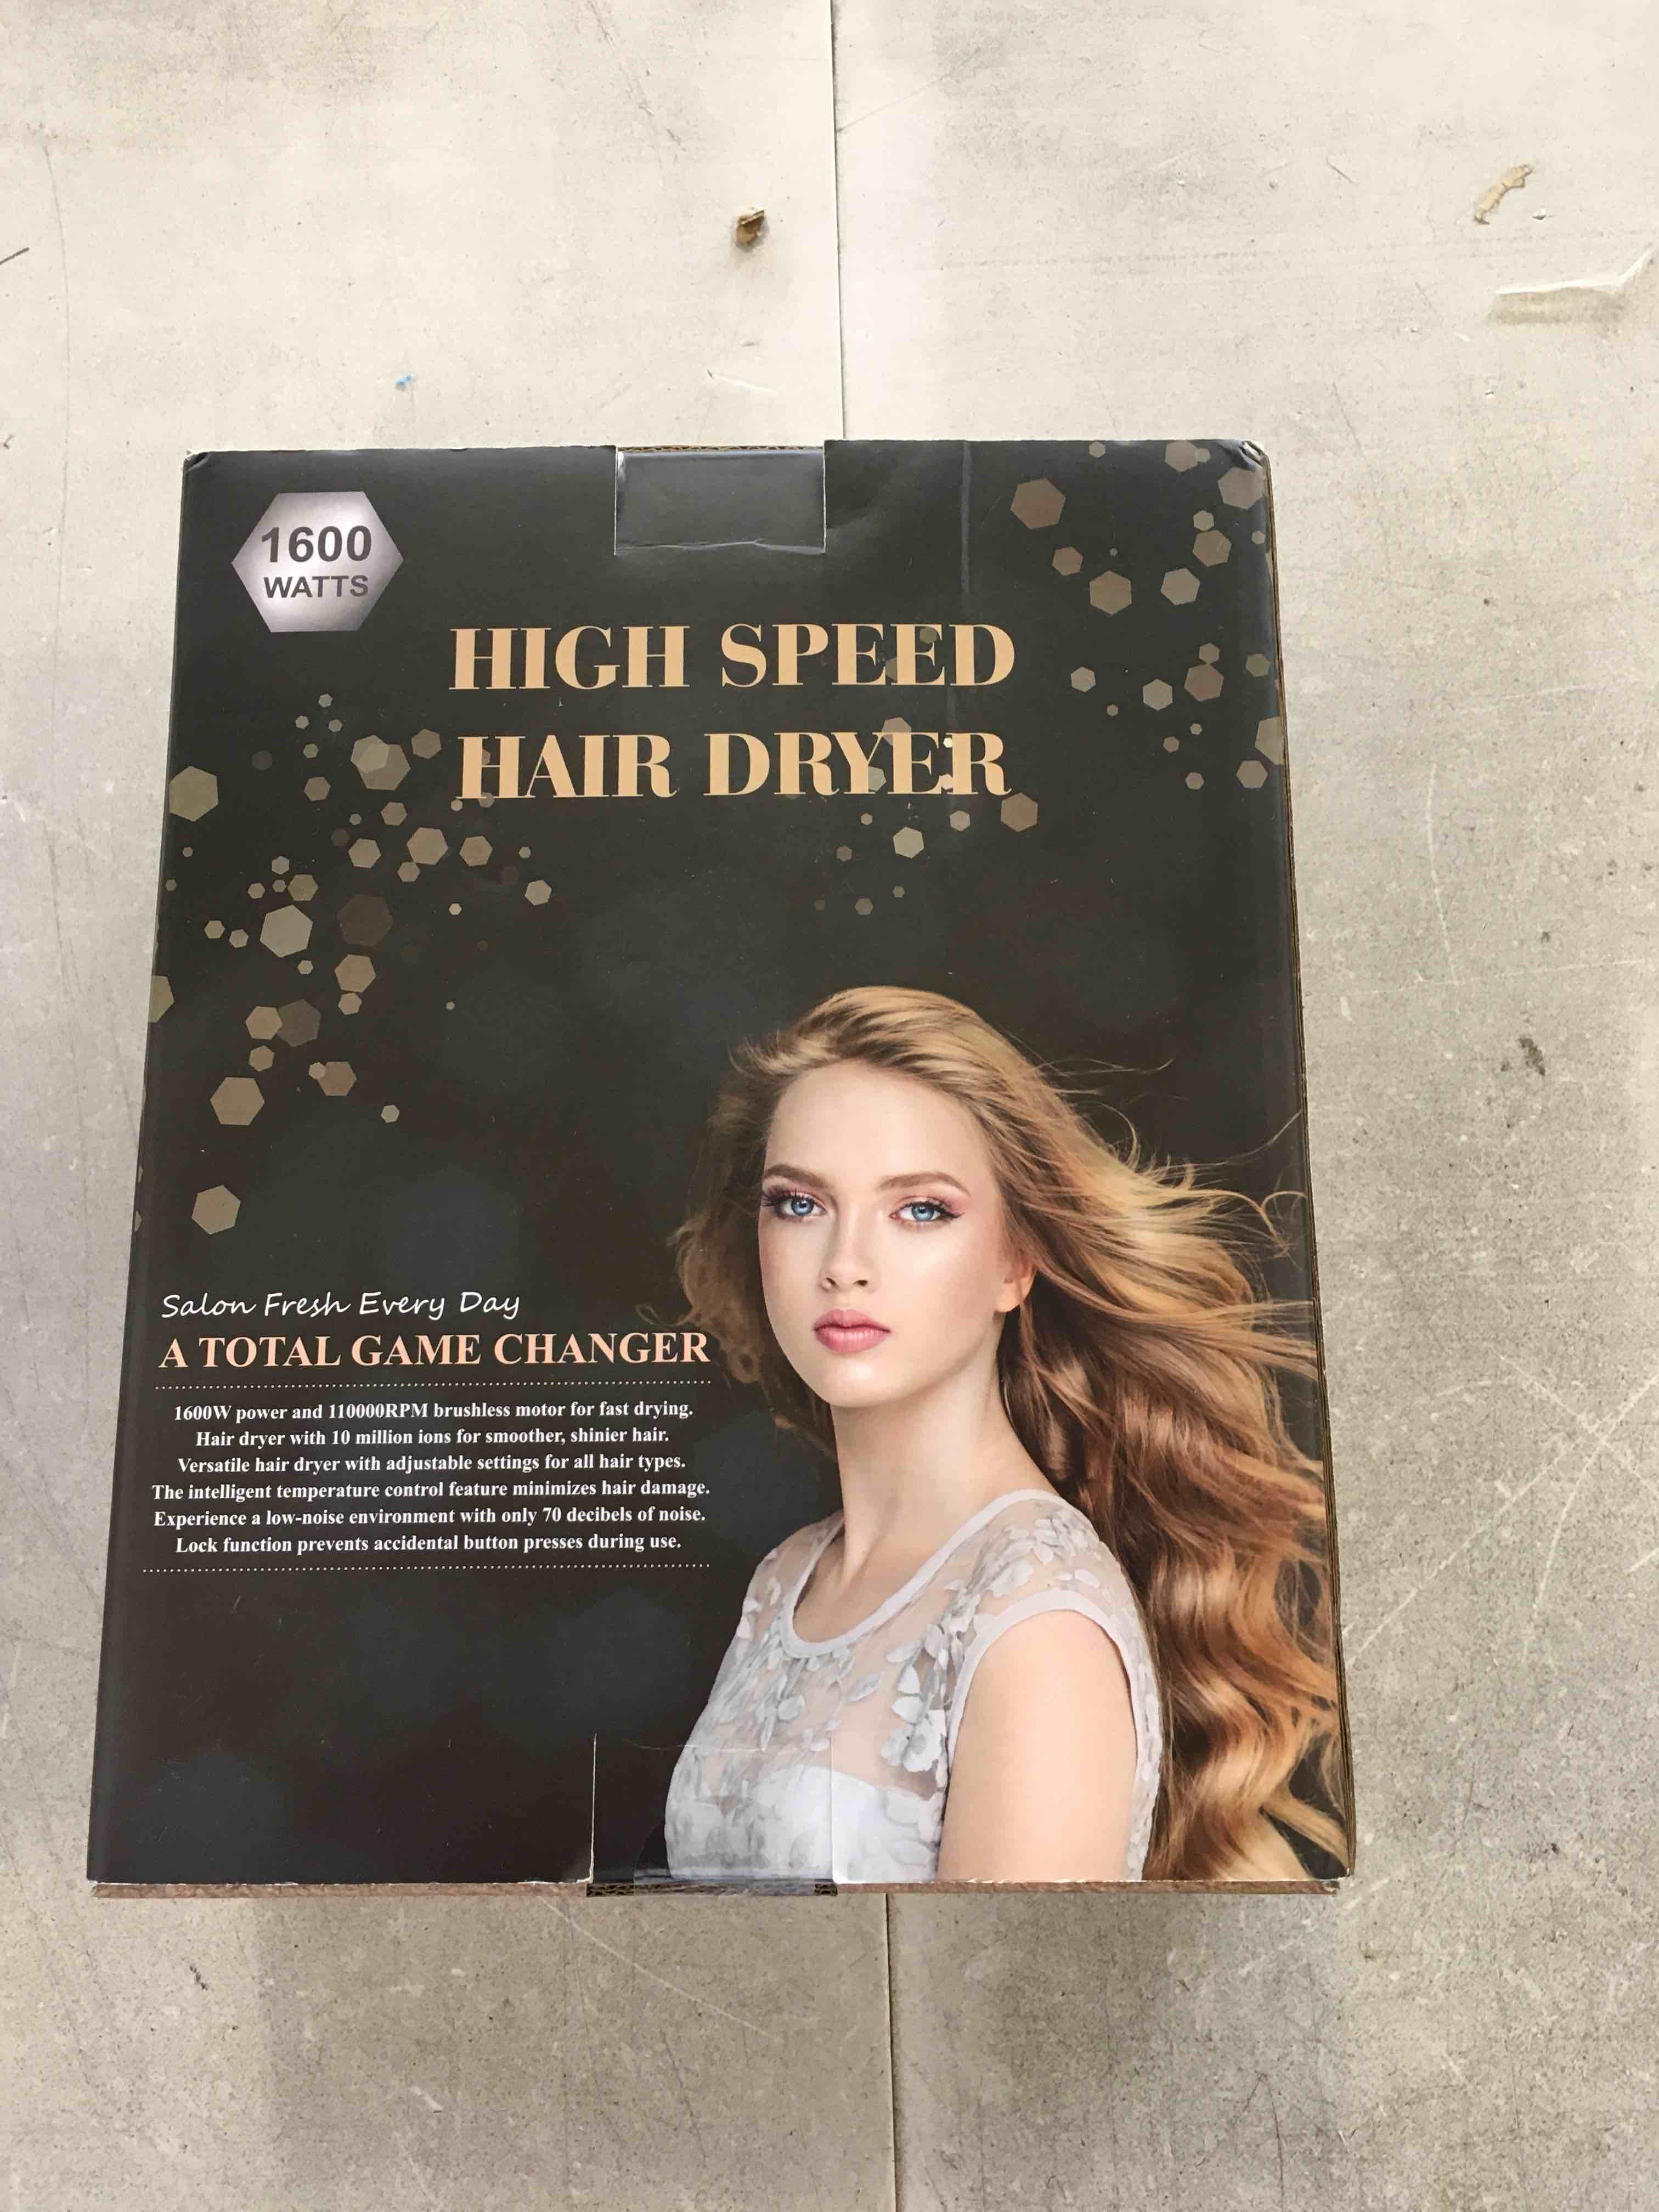 1600
WATTS
HIGH SPEED
HAIR DRYER
Salon Fresh Every Day
A TOTAL GAME CHANGER
1600W power and 110000RPM brushless motor for fast drying.
Hair dryer with 10 million ions for smoother, shinier hair.
Versatile hair dryer with adjustable settings for all hair types.
The intelligent temperature control feature minimizes hair damage.
Experience a low-noise environment with only 70 decibels of noise.
Lock function prevents accidental button presses during use.